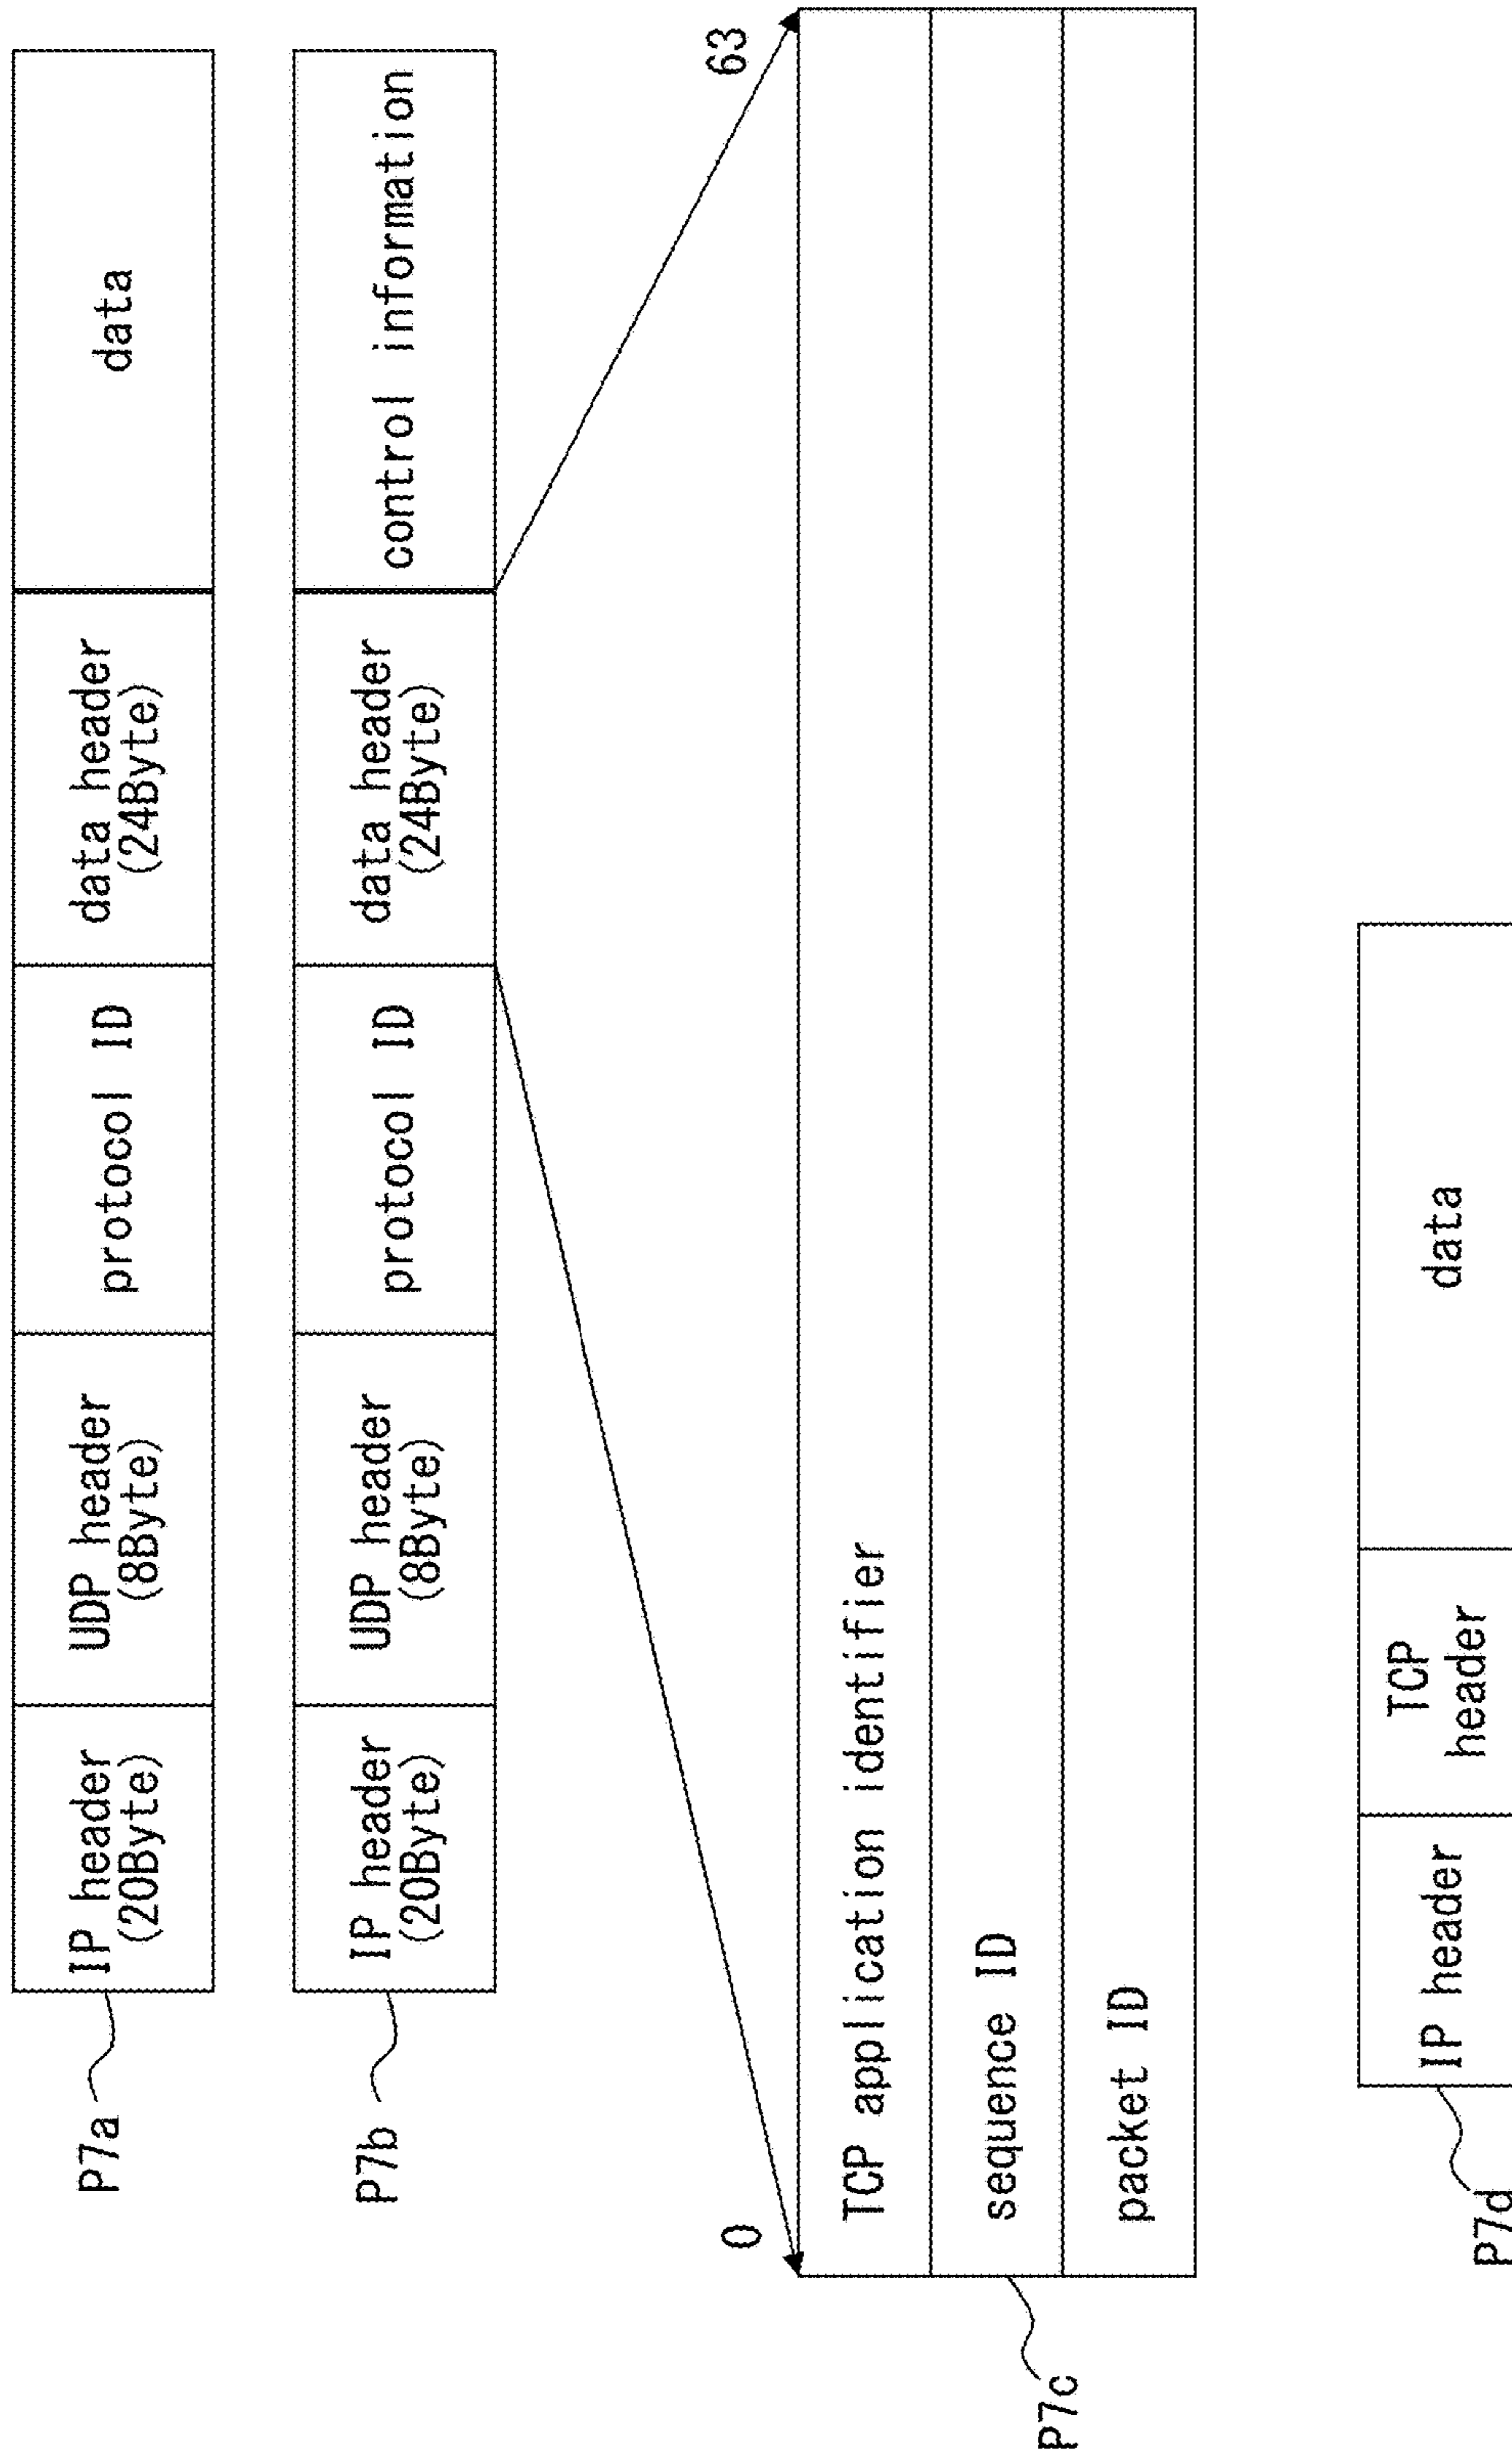 P7a
IP header
(20Byte)
UDP header
(8Byte)
protocol ID
data header
(24Byte)
data
P7b
IP header
(20Byte)
UDP header
(8Byte)
protocol ID
data header
(24Byte)
control information
0
63
TCP application identifier
sequence ID
packet ID
P7c
IP header
TCP
header
data
P7d